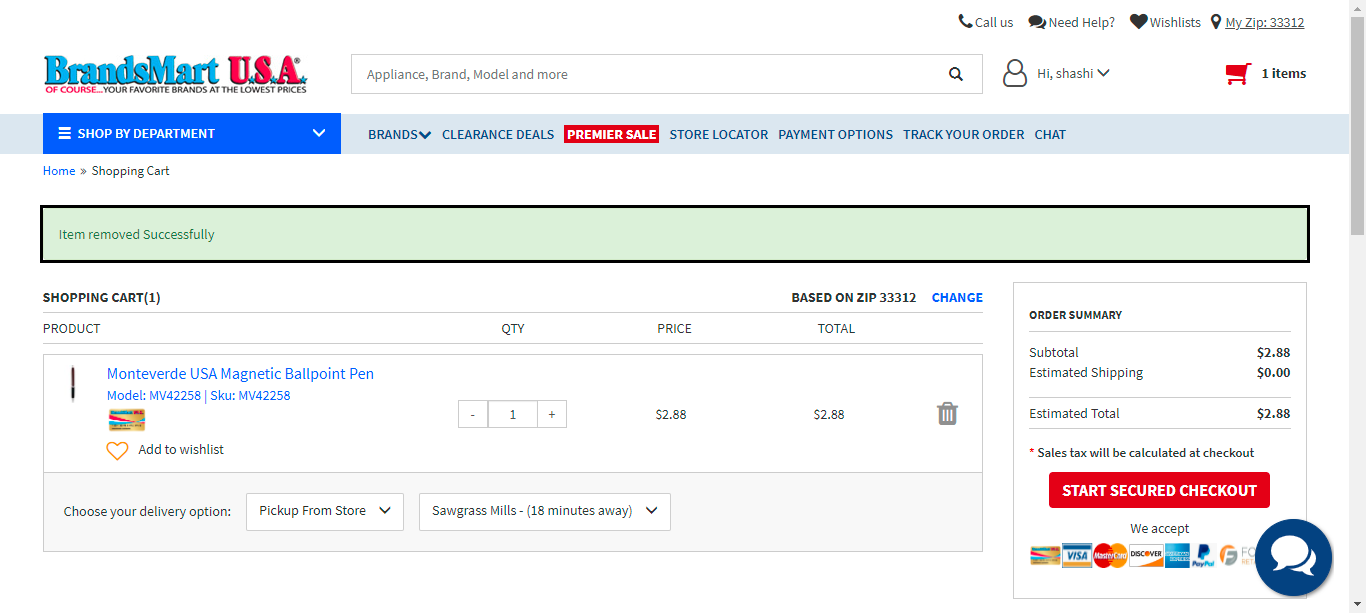 Call us Need Help? Wishlists My Zip: 33312
BrandsMart U.S.A.®
OF COURSE...YOUR FAVORITE BRANDS AT THE LOWEST PRICES
Appliance, Brand, Model and more
Hi, shashi
1 items
SHOP BY DEPARTMENT
BRANDS CLEARANCE DEALS PREMIER SALE STORE LOCATOR PAYMENT OPTIONS TRACK YOUR ORDER CHAT
Home » Shopping Cart
Item removed Successfully
SHOPPING CART(1) BASED ON ZIP 33312 CHANGE
PRODUCT QTY PRICE TOTAL
Monteverde USA Magnetic Ballpoint Pen
Model: MV42258 | Sku: MV42258
- 1 + $2.88 $2.88
Add to wishlist
Choose your delivery option: Pickup From Store Sawgrass Mills - (18 minutes away)
ORDER SUMMARY
Subtotal $2.88
Estimated Shipping $0.00
Estimated Total $2.88
* Sales tax will be calculated at checkout
START SECURED CHECKOUT
We accept
VISA MasterCard DISCOVER PayPal